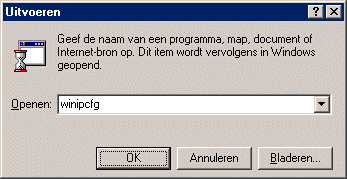 Uitvoeren
Geef de naam van een programma, map, document of
Internet-bron op. Dit item wordt vervolgens in Windows
geopend.
Openen: winipcfg
OK Annuleren Bladeren...